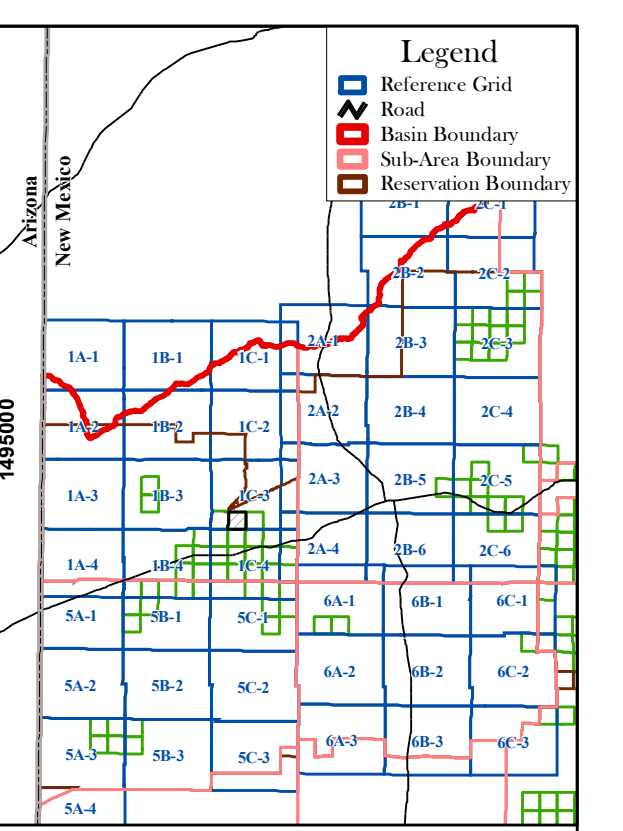 Legend
Reference Grid
Road
Basin Boundary
Sub-Area Boundary
Reservation Boundary
Arizona
New Mexico
1495000
2B-1 2C-1
2B-2 2C-2
2A-1 2B-3 2C-3
1A-1 1B-1 1C-1
2A-2 2B-4 2C-4
1A-2 1B-2 1C-2
2A-3 2B-5 2C-5
1A-3 1B-3 1C-3
2A-4 2B-6 2C-6
1A-4 1B-4 1C-4
6A-1 6B-1 6C-1
5A-1 5B-1 5C-1
6A-2 6B-2 6C-2
5A-2 5B-2 5C-2
6A-3 6B-3 6C-3
5A-3 5B-3 5C-3
5A-4